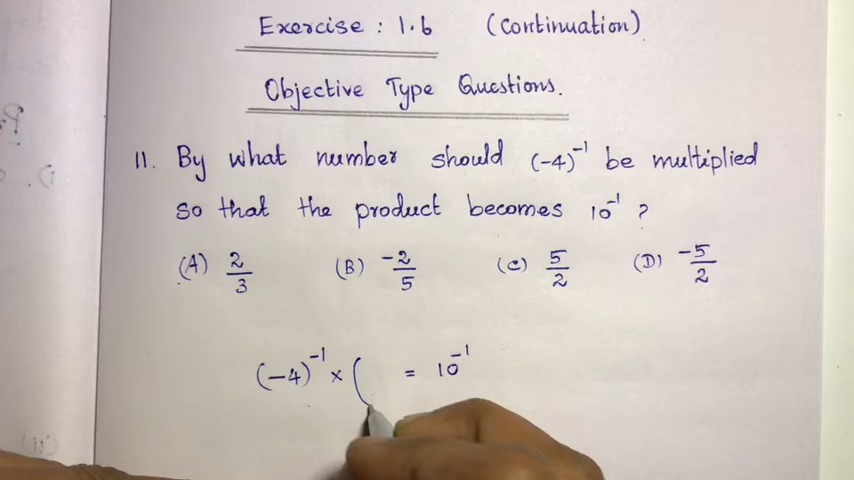 Exercise : 1.6 (Continuation)
Objective Type Questions.
11. By what number should (-4)⁻¹ be multiplied
so that the product becomes 10⁻¹ ?
(A) 2/3 (B) -2/5 (C) 5/2 (D) -5/2
(-4)⁻¹ × ( = 10⁻¹